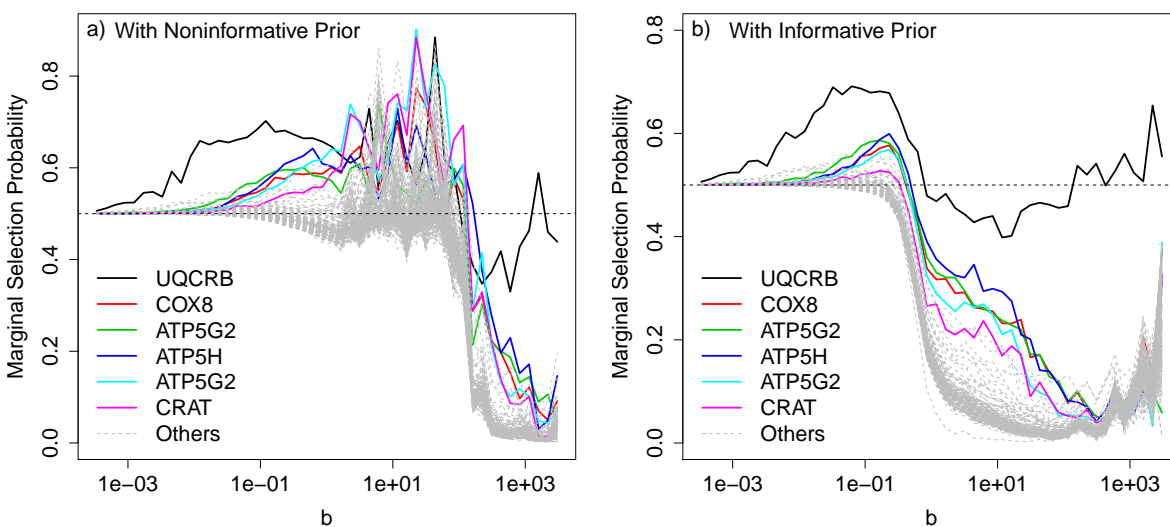 a) With Noninformative Prior
Marginal Selection Probability
0.8
0.6
0.4
0.2
0.0
UQCRB
COX8
ATP5G2
ATP5H
ATP5G2
CRAT
Others
1e−03
1e−01
1e+01
1e+03
b
b) With Informative Prior
Marginal Selection Probability
0.8
0.6
0.4
0.2
0.0
UQCRB
COX8
ATP5G2
ATP5H
ATP5G2
CRAT
Others
1e−03
1e−01
1e+01
1e+03
b